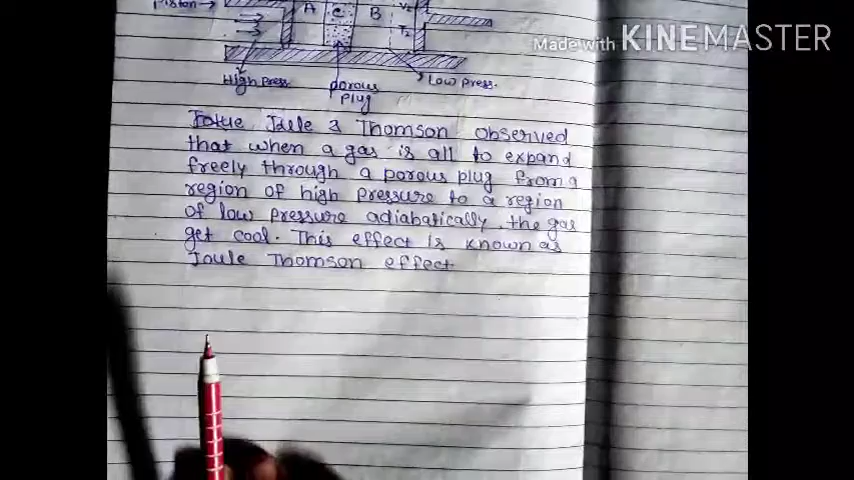 Piston
A
C
B
V2
T2
Made with KINEMASTER
High Press
porous
plug
Low Press.
Joule & Thomson observed
that when a gas is all to expand
freely through a porous plug from a
region of high pressure to a region
of low pressure adiabatically, the gas
get cool. This effect is known as
Joule Thomson effect